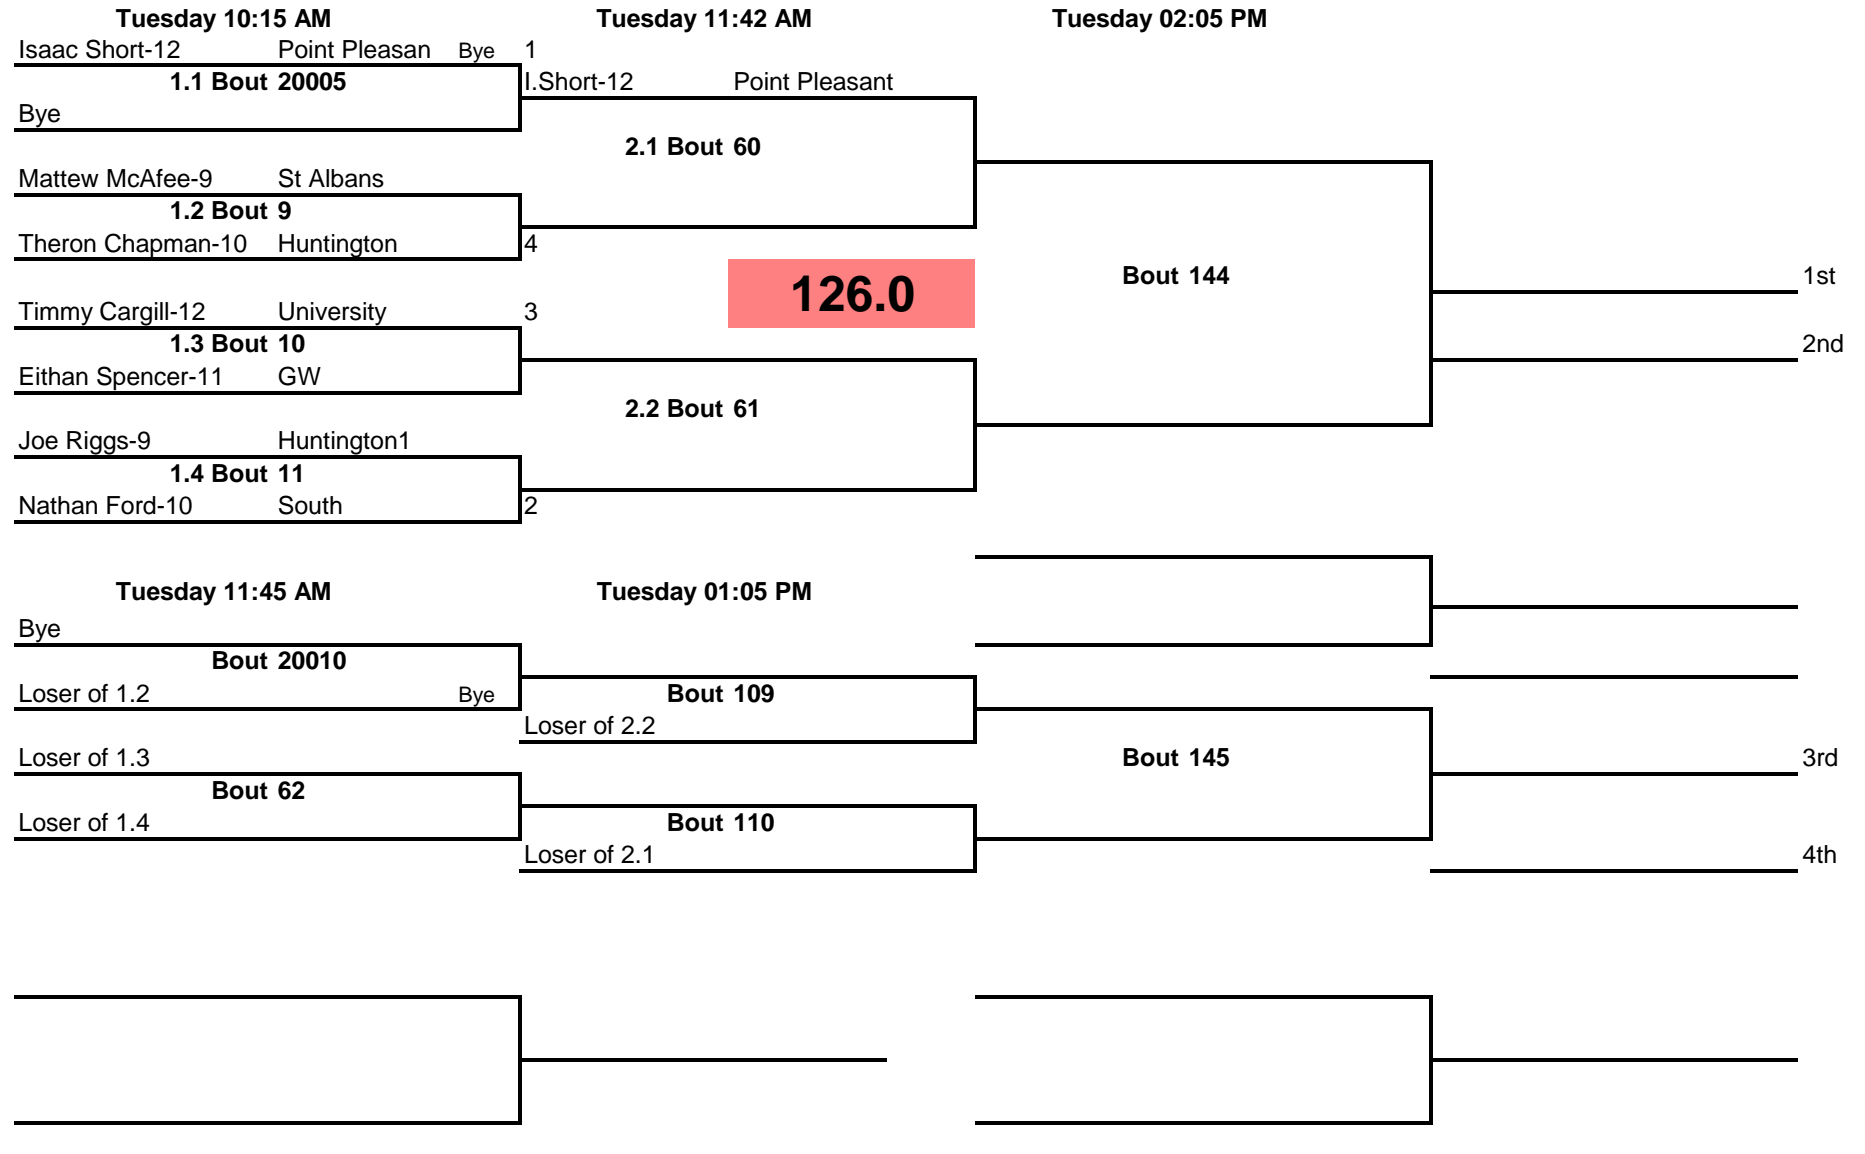 Tuesday 10:15 AM Tuesday 11:42 AM Tuesday 02:05 PM
Isaac Short-12 Point Pleasan Bye 1
1.1 Bout 20005 I.Short-12 Point Pleasant
Bye
2.1 Bout 60
Mattew McAfee-9 St Albans
1.2 Bout 9
Theron Chapman-10 Huntington 4
126.0 Bout 144 1st
Timmy Cargill-12 University 3
1.3 Bout 10 2nd
Eithan Spencer-11 GW
2.2 Bout 61
Joe Riggs-9 Huntington1
1.4 Bout 11
Nathan Ford-10 South 2
Tuesday 11:45 AM Tuesday 01:05 PM
Bye
Bout 20010
Loser of 1.2 Bye Bout 109
Loser of 2.2
Loser of 1.3 Bout 145 3rd
Bout 62
Loser of 1.4 Bout 110
Loser of 2.1 4th